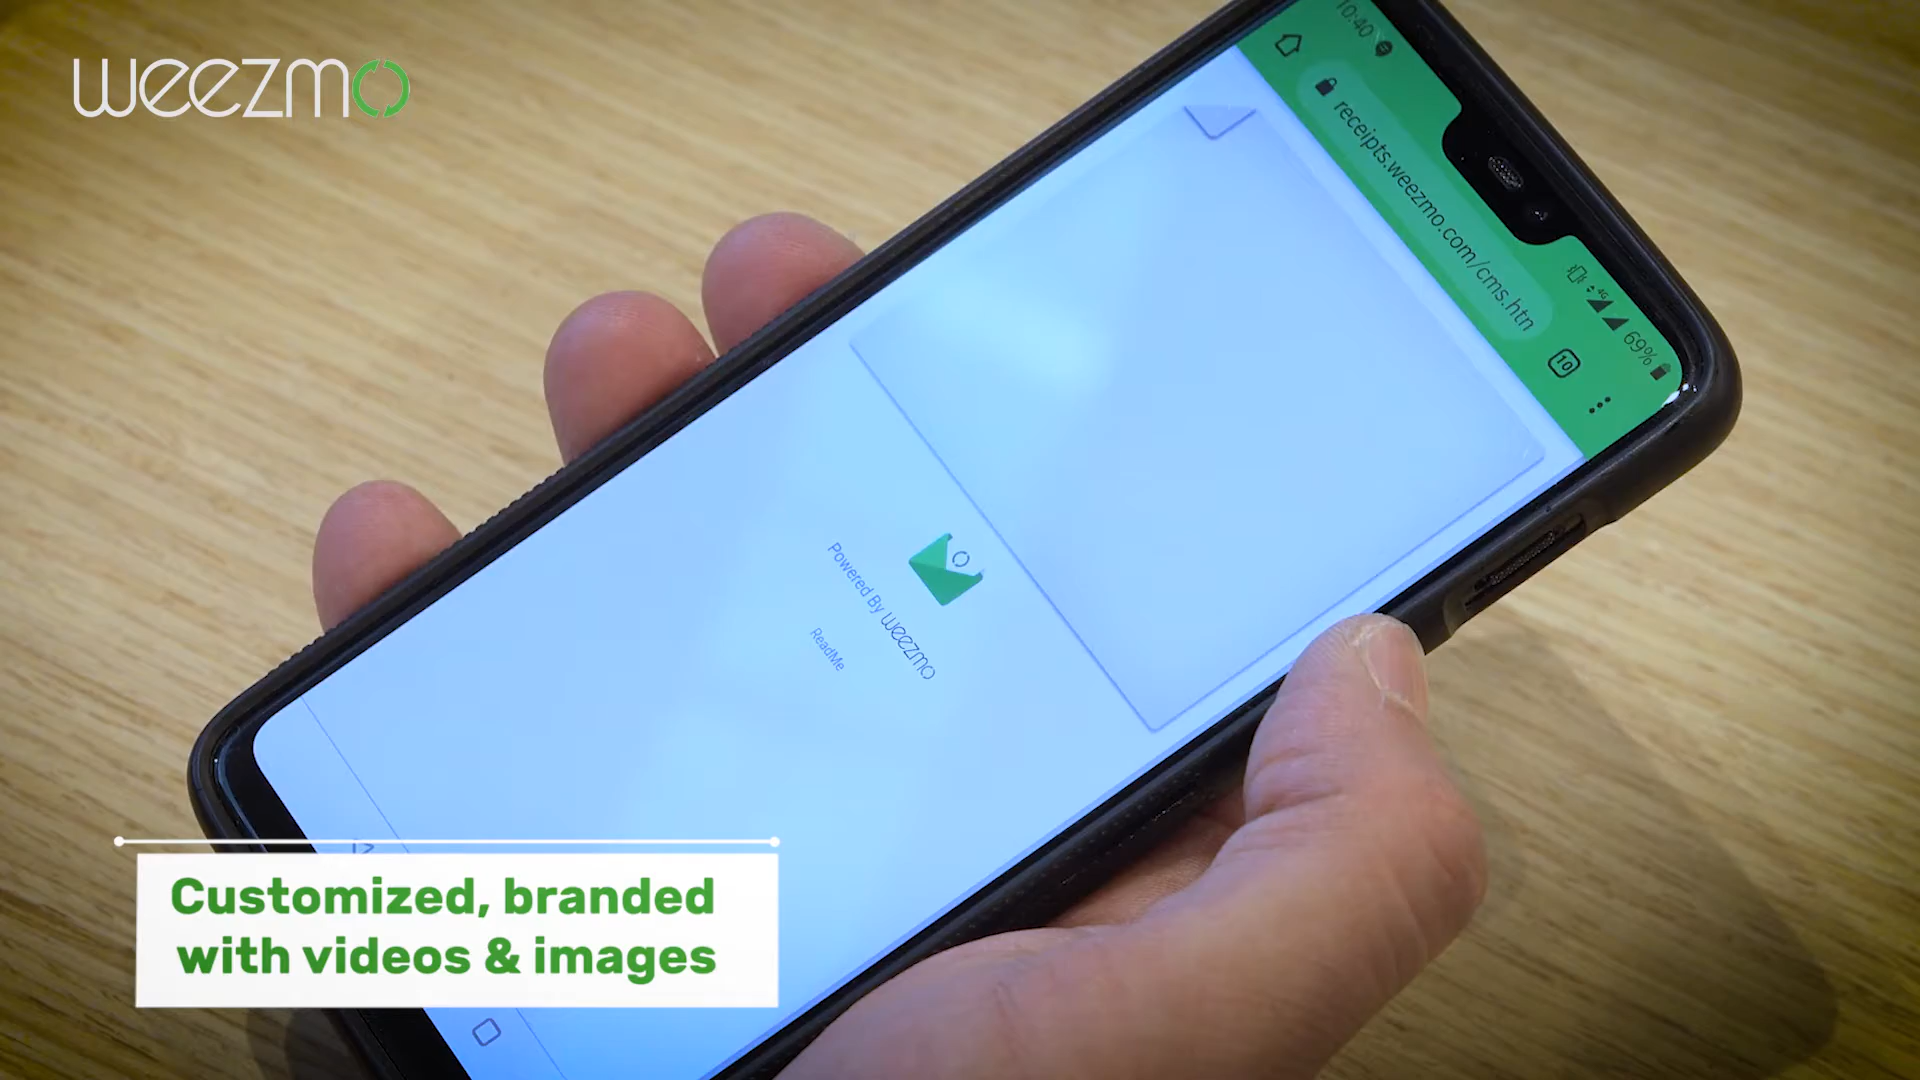 weezmo
10:40
receipts.weezmo.com/cms.htn
10
4G
69%
Powered By weezmo
ReadMe
Customized, branded
with videos & images